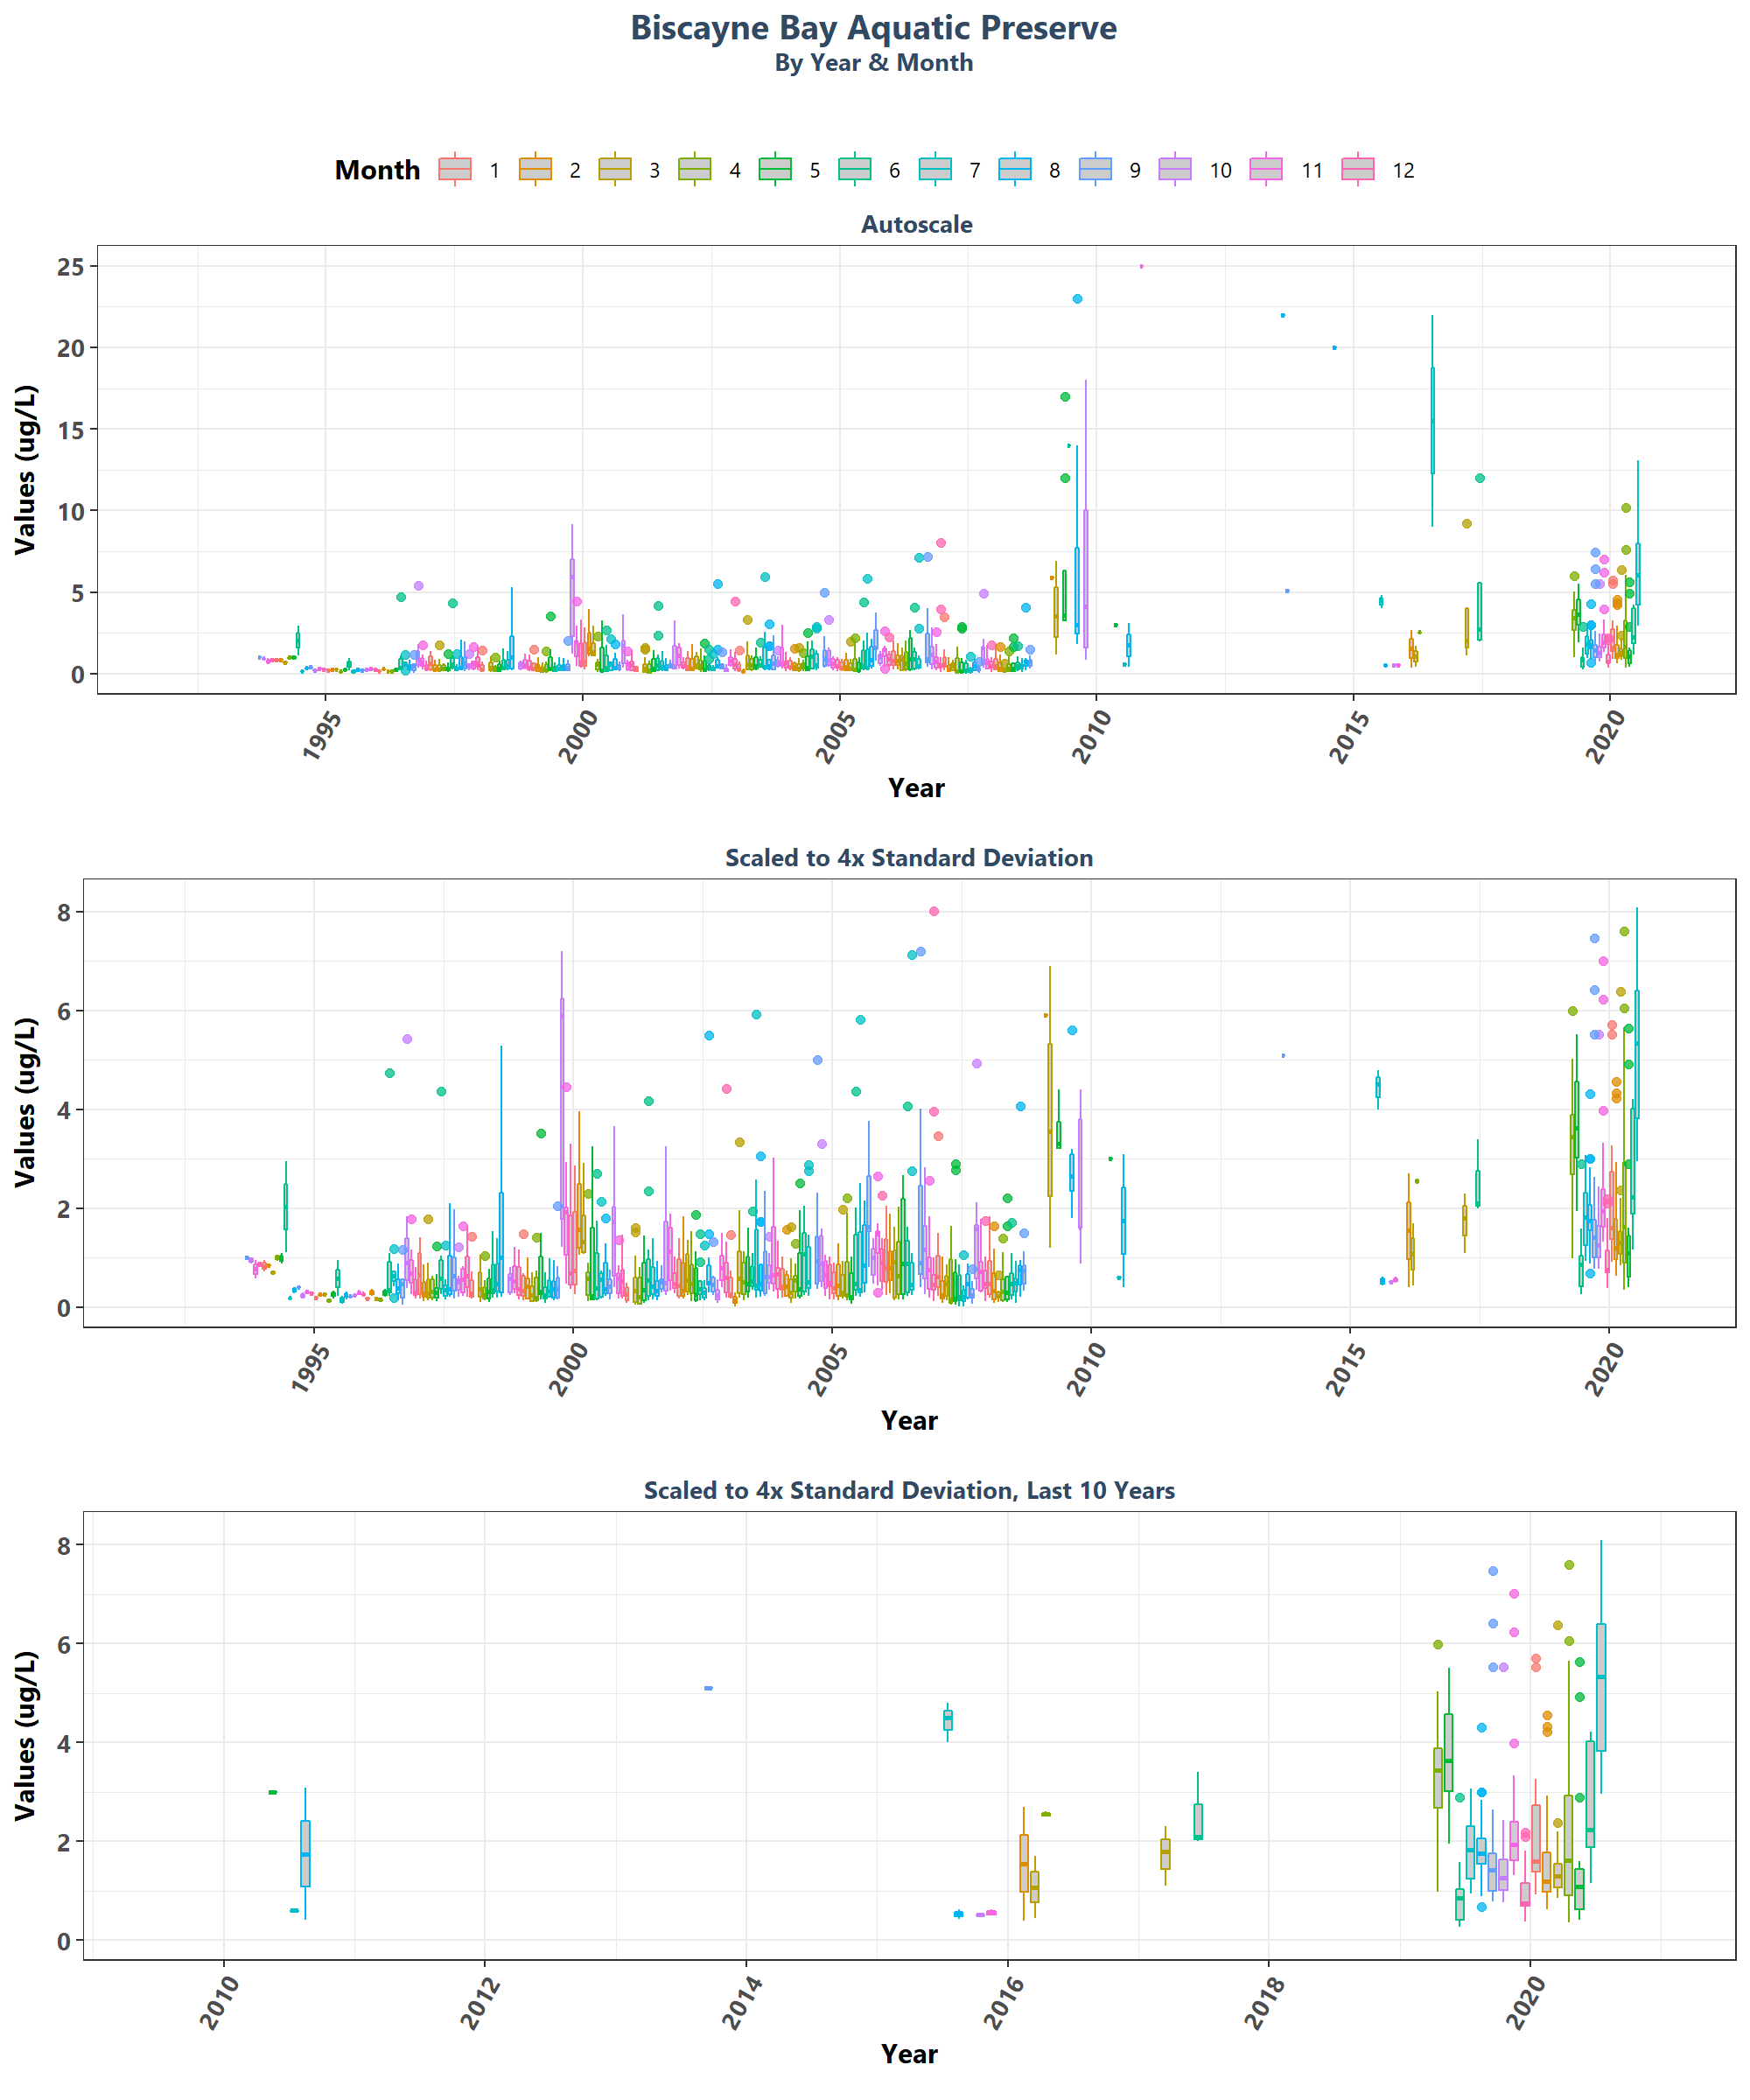 Biscayne Bay Aquatic Preserve
By Year & Month
Month 1 2 3 4 5 6 7 8 9 10 11 12
Autoscale
Values (ug/L)
25
20
15
10
5
0
1995 2000 2005 2010 2015 2020
Year
Scaled to 4x Standard Deviation
Values (ug/L)
8
6
4
2
0
1995 2000 2005 2010 2015 2020
Year
Scaled to 4x Standard Deviation, Last 10 Years
Values (ug/L)
8
6
4
2
0
2010 2012 2014 2016 2018 2020
Year